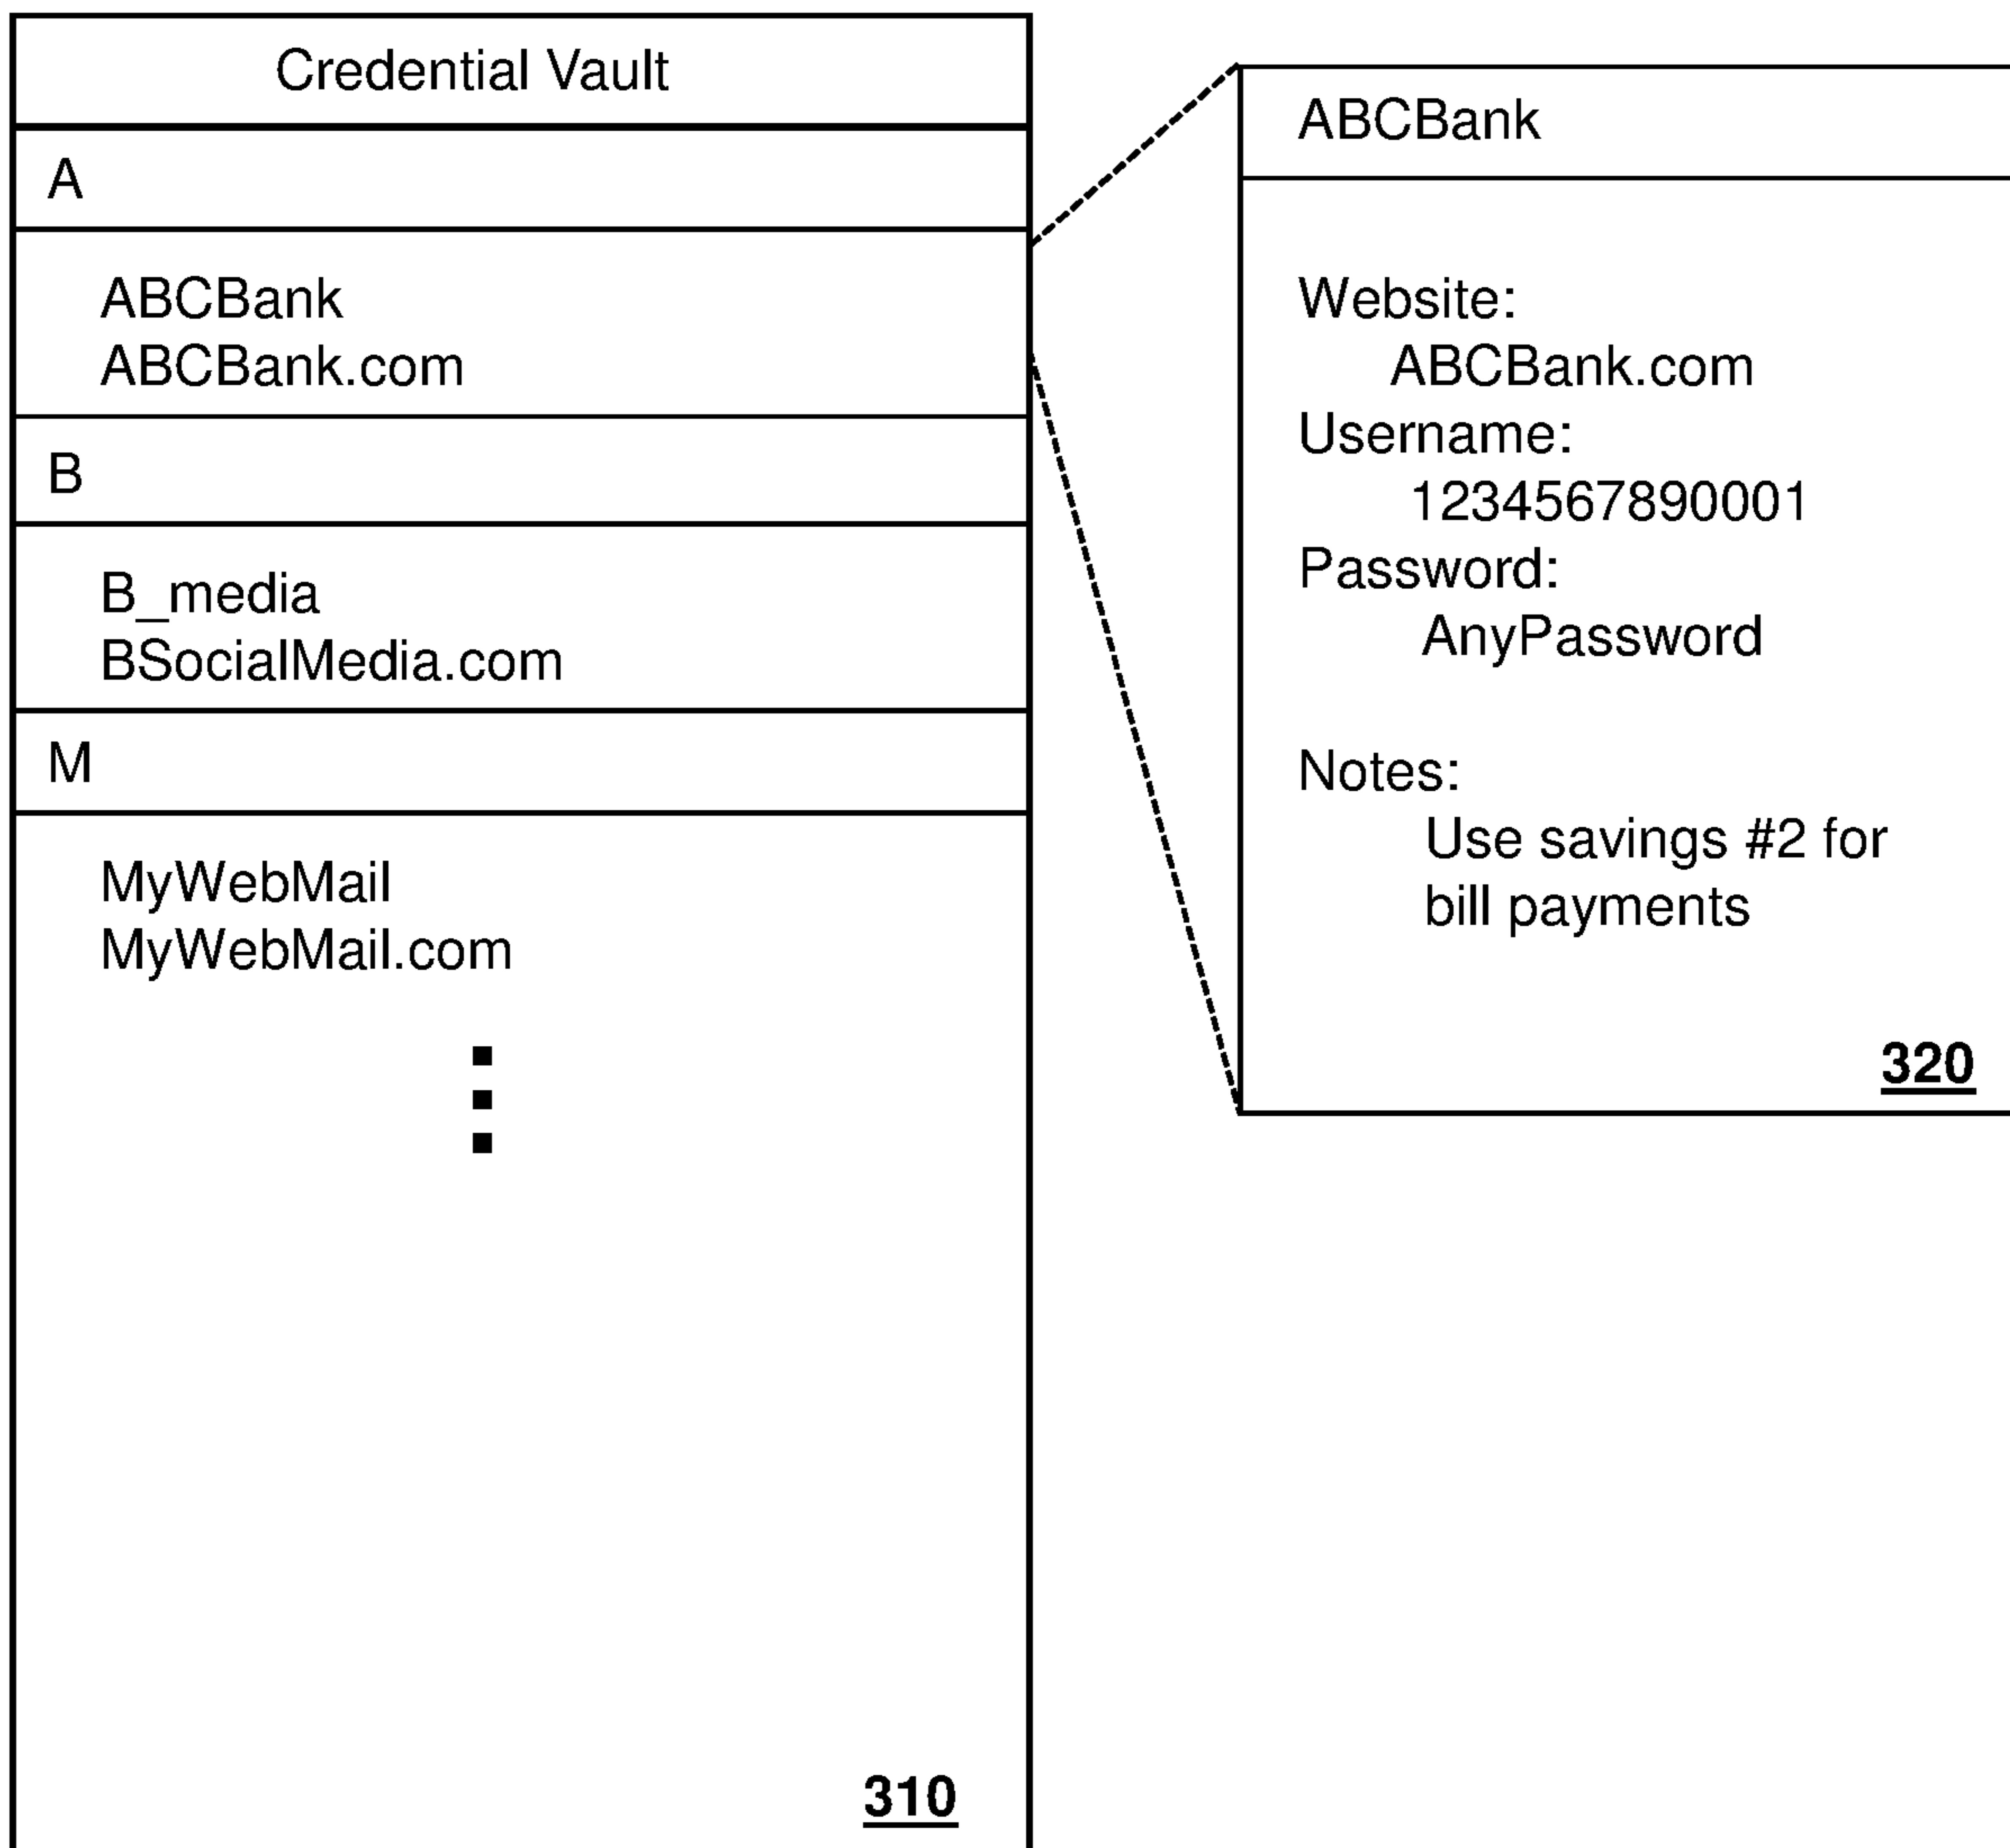 Credential Vault
A
ABCBank
ABCBank.com
B
B_media
BSocialMedia.com
M
MyWebMail
MyWebMail.com
310
ABCBank
Website:
ABCBank.com
Username:
1234567890001
Password:
AnyPassword
Notes:
Use savings #2 for
bill payments
320